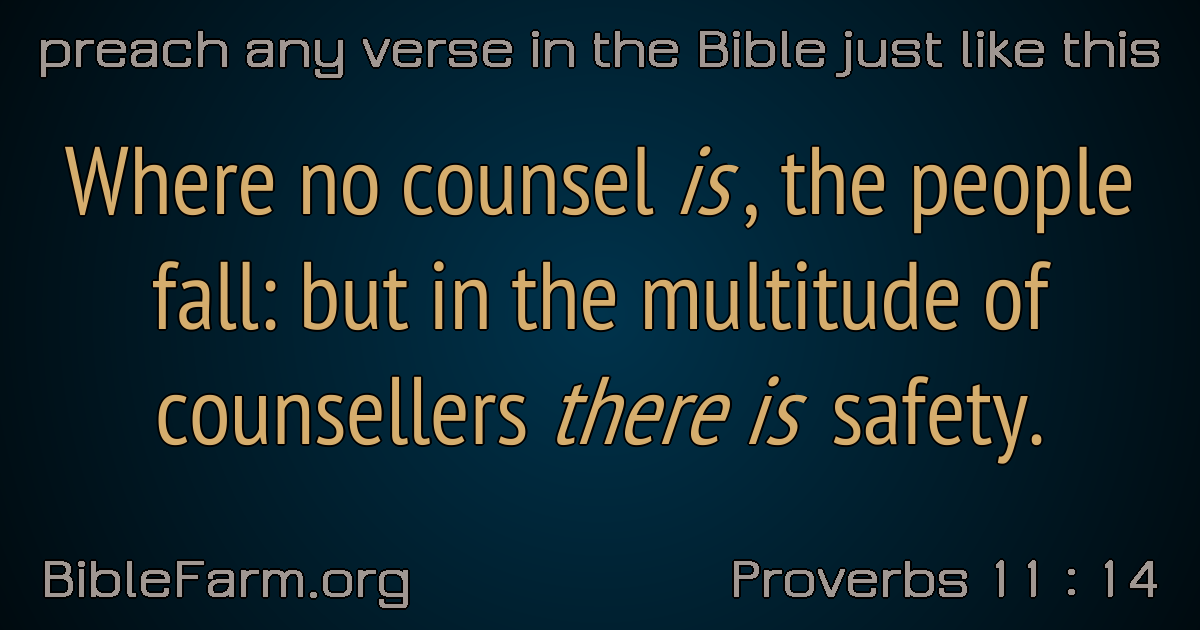 preach any verse in the Bible just like this
Where no counsel is, the people
fall: but in the multitude of
counsellers there is safety.
BibleFarm.org
Proverbs 11 : 14